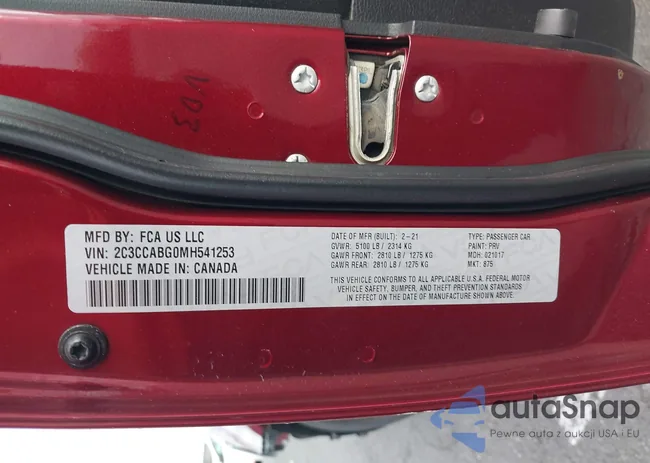 VD3
MFD BY: FCA US LLC
VIN: 2C3CCABG0MH541253
VEHICLE MADE IN: CANADA
DATE OF MFR (BUILT): 2-21
GVWR: 5100 LB / 2314 KG
GAWR FRONT: 2810 LB / 1275 KG
GAWR REAR: 2810 LB / 1275 KG
TYPE: PASSENGER CAR
PAINT: PRV
MDH: 021017
MKT: 875
THIS VEHICLE CONFORMS TO ALL APPLICABLE U.S.A. FEDERAL MOTOR
VEHICLE SAFETY, BUMPER, AND THEFT PREVENTION STANDARDS
IN EFFECT ON THE DATE OF MANUFACTURE SHOWN ABOVE.
autaSnap
Pewne auta z aukcji USA i EU